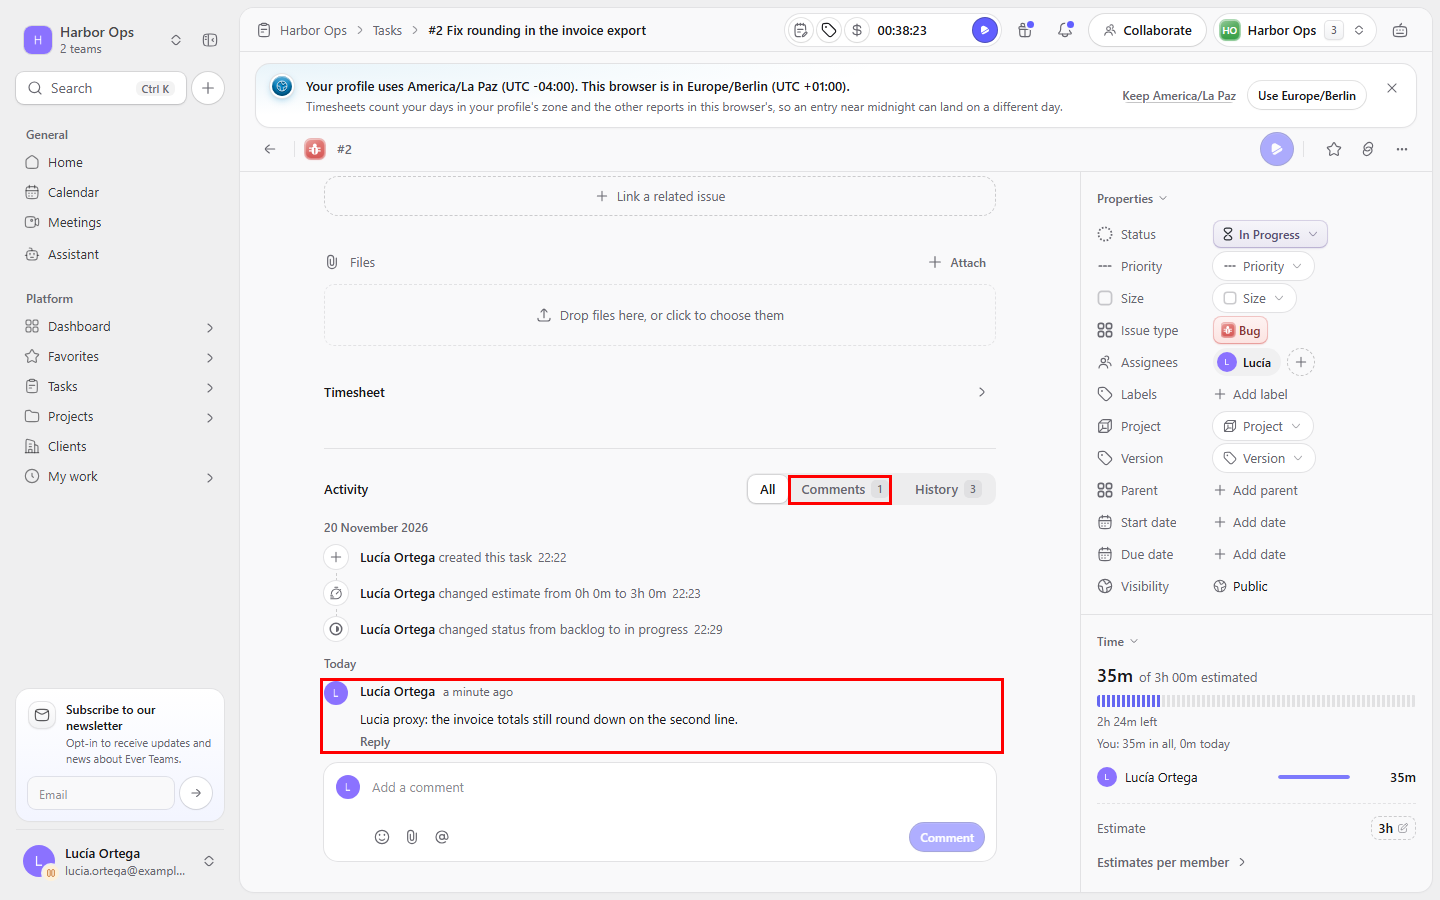 H
Harbor Ops
2 teams
Search
Ctrl K
General
Home
Calendar
Meetings
Assistant
Platform
Dashboard
Favorites
Tasks
Projects
Clients
My work
Subscribe to our
newsletter
Opt-in to receive updates and
news about Ever Teams.
Email
L
Lucía Ortega
lucia.ortega@exampl...
Harbor Ops
Tasks
#2 Fix rounding in the invoice export
00:38:23
Collaborate
HO
Harbor Ops
3
Your profile uses America/La Paz (UTC -04:00). This browser is in Europe/Berlin (UTC +01:00).
Timesheets count your days in your profile's zone and the other reports in this browser's, so an entry near midnight can land on a different day.
Keep America/La Paz
Use Europe/Berlin
#2
Link a related issue
Files
Attach
Drop files here, or click to choose them
Timesheet
Activity
All
Comments 1
History 3
20 November 2026
Lucía Ortega created this task 22:22
Lucía Ortega changed estimate from 0h 0m to 3h 0m 22:23
Lucía Ortega changed status from backlog to in progress 22:29
Today
L
Lucía Ortega a minute ago
Lucia proxy: the invoice totals still round down on the second line.
Reply
L
Add a comment
Comment
Properties
Status
In Progress
Priority
Priority
Size
Size
Issue type
Bug
Assignees
L
Lucía
Labels
Add label
Project
Project
Version
Version
Parent
Add parent
Start date
Add date
Due date
Add date
Visibility
Public
Time
35m of 3h 00m estimated
2h 24m left
You: 35m in all, 0m today
L
Lucía Ortega
35m
Estimate
3h
Estimates per member